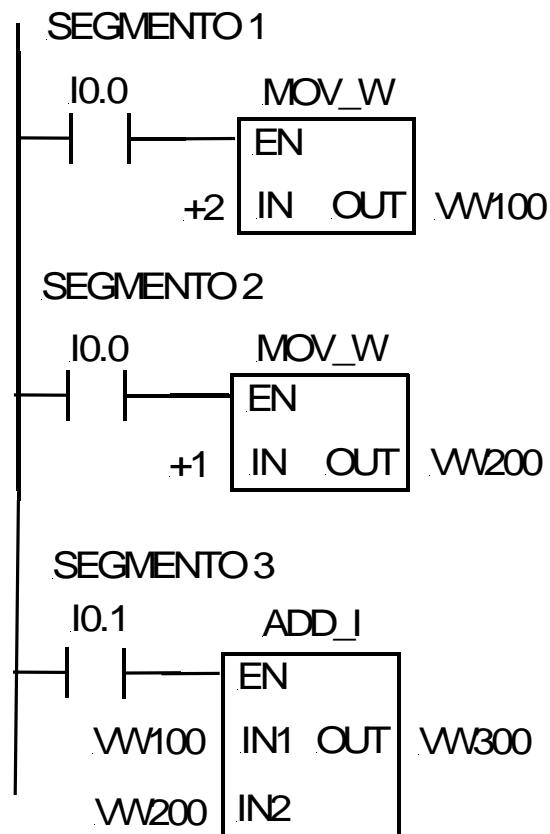 SEGMENTO 1
I0.0 MOV_W
EN
+2 IN OUT VW100
SEGMENTO 2
I0.0 MOV_W
EN
+1 IN OUT VW200
SEGMENTO 3
I0.1 ADD_I
EN
VW100 IN1 OUT VW300
VW200 IN2